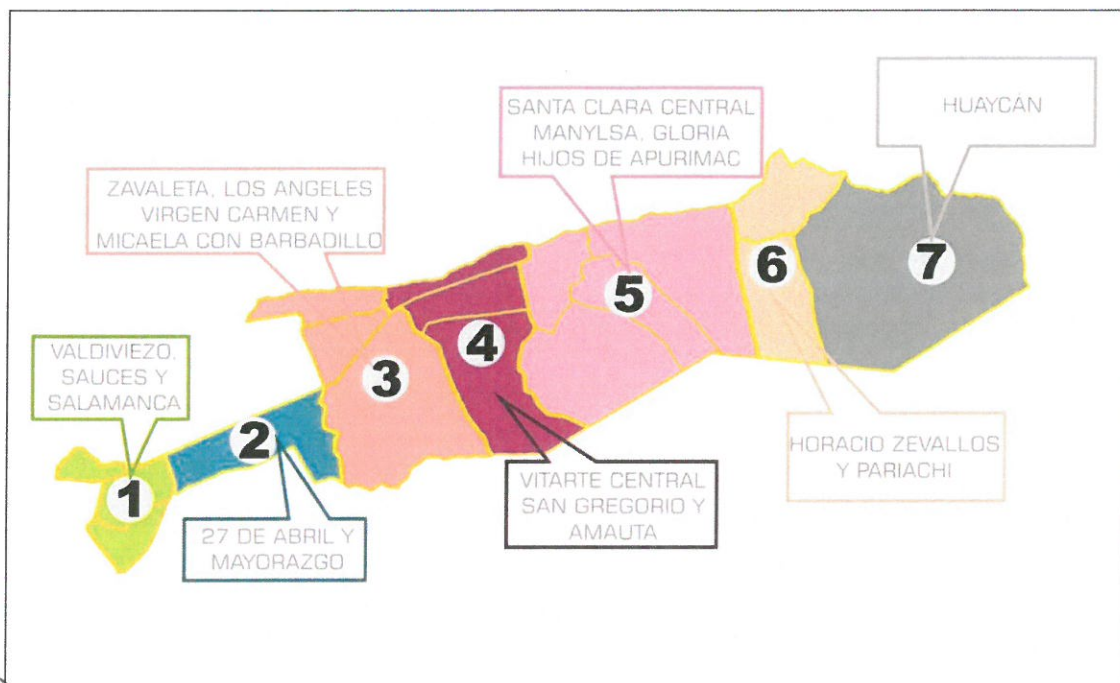 SANTA CLARA CENTRAL
MANYLSA, GLORIA
HIJOS DE APURIMAC
HUAYCÁN
ZAVALETA, LOS ANGELES
VIRGEN CARMEN Y
MICAELA CON BARBADILLO
VALDIVIEZO,
SAUCES Y
SALAMANCA
1
2
3
4
5
6
7
27 DE ABRIL Y
MAYORAZGO
VITARTE CENTRAL
SAN GREGORIO Y
AMAUTA
HORACIO ZEVALLOS
Y PARIACHI